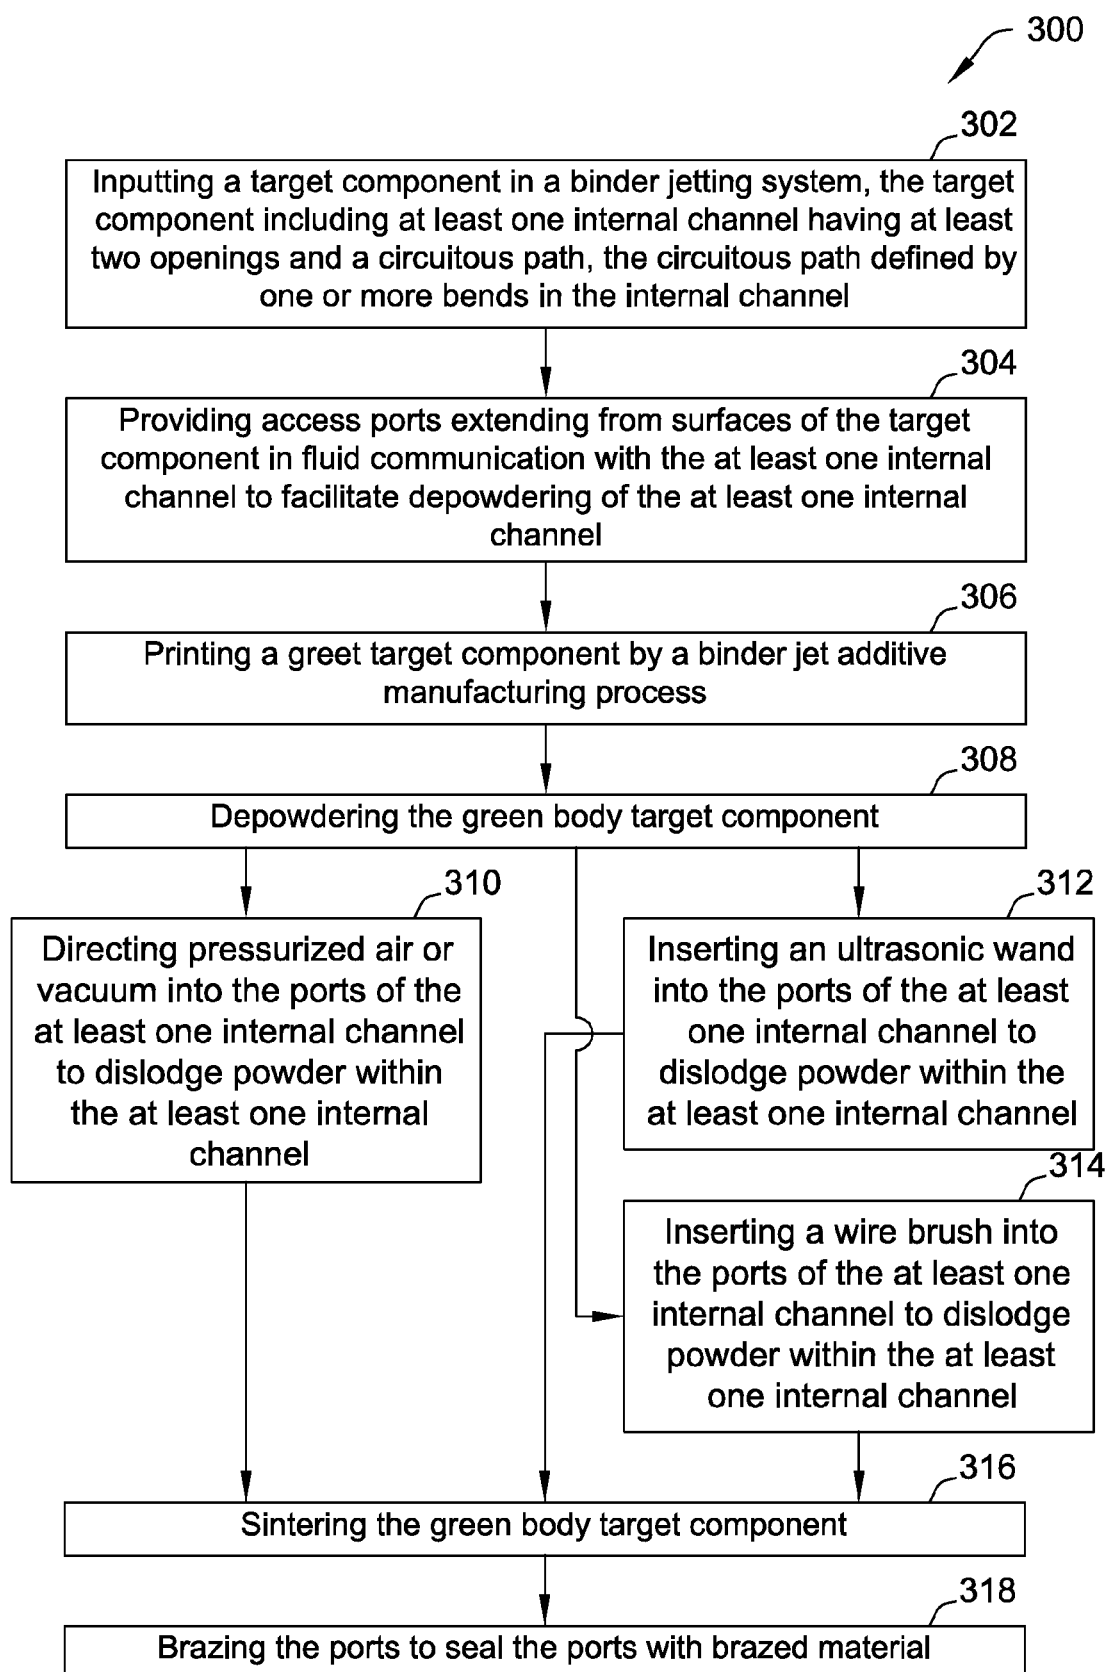 300
302
Inputting a target component in a binder jetting system, the target
component including at least one internal channel having at least
two openings and a circuitous path, the circuitous path defined by
one or more bends in the internal channel
304
Providing access ports extending from surfaces of the target
component in fluid communication with the at least one internal
channel to facilitate depowdering of the at least one internal
channel
306
Printing a greet target component by a binder jet additive
manufacturing process
308
Depowdering the green body target component
310
Directing pressurized air or
vacuum into the ports of the
at least one internal channel
to dislodge powder within
the at least one internal
channel
312
Inserting an ultrasonic wand
into the ports of the at least
one internal channel to
dislodge powder within the
at least one internal channel
314
Inserting a wire brush into
the ports of the at least one
internal channel to dislodge
powder within the at least
one internal channel
316
Sintering the green body target component
318
Brazing the ports to seal the ports with brazed material